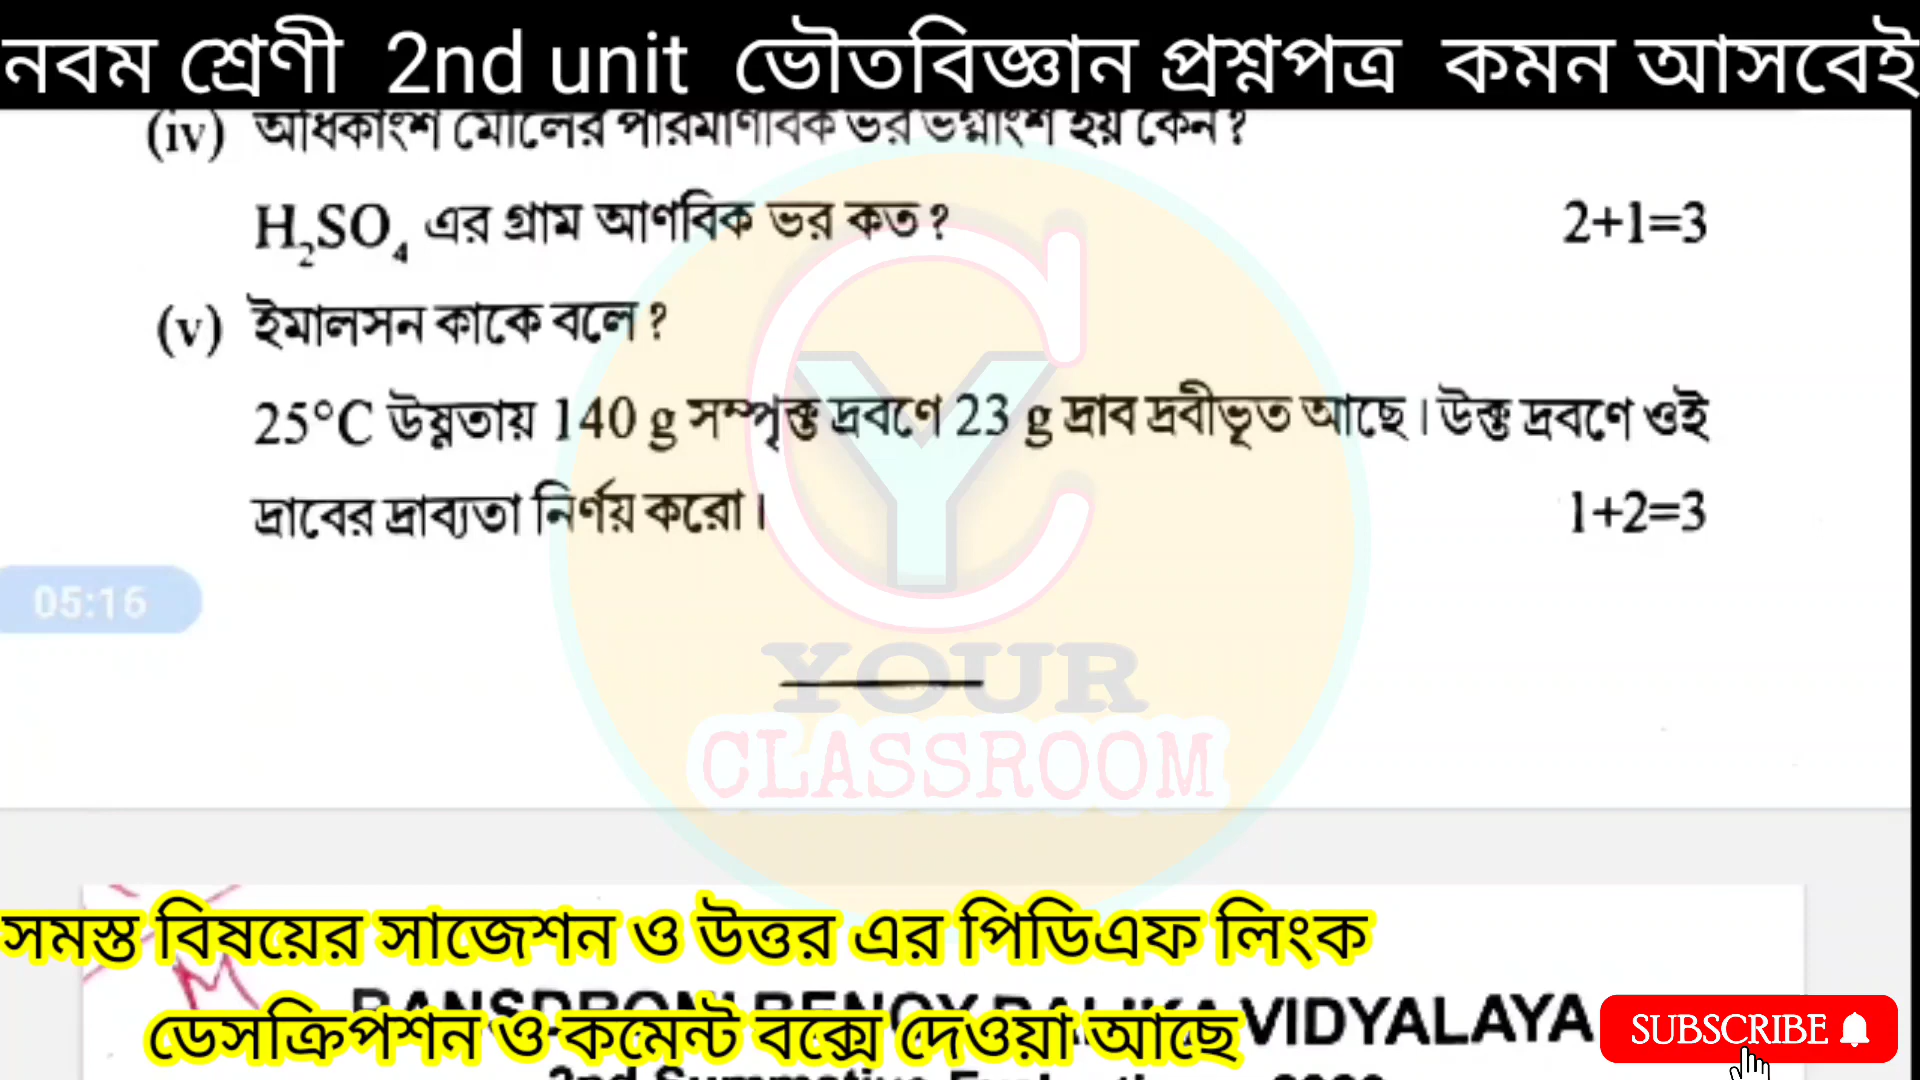 নবম শ্রেণী 2nd unit ভৌতবিজ্ঞান প্রশ্নপত্র কমন আসবেই
(iv) অধিকাংশ মৌলের পারমাণবিক ভর ভগ্নাংশ হয় কেন?
H₂SO₄ এর গ্রাম আণবিক ভর কত? 2+1=3
(v) ইমালসন কাকে বলে?
25°C উষ্ণতায় 140 g সম্পৃক্ত দ্রবণে 23 g দ্রাব দ্রবীভূত আছে। উক্ত দ্রবণে ওই
দ্রাবের দ্রাব্যতা নির্ণয় করো। 1+2=3
05:16
YOUR
CLASSROOM
সমস্ত বিষয়ের সাজেশন ও উত্তর এর পিডিএফ লিংক
VIDYALAYA
ডেসক্রিপশন ও কমেন্ট বক্সে দেওয়া আছে
SUBSCRIBE